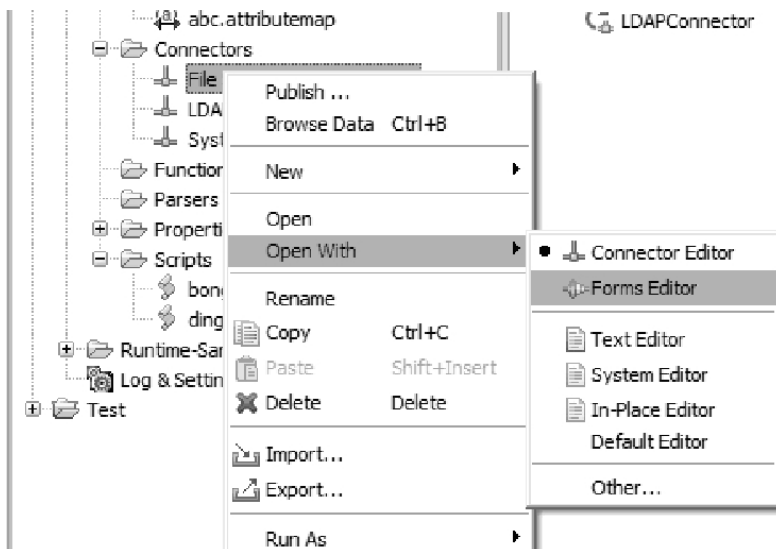 abc.attributemap
LDAPConnector
Connectors
File
LDA
Syst
Function
Parsers
Properti
Scripts
bong
ding
Runtime-Sar
Log & Settin
Test
Publish ...
Browse Data Ctrl+B
New
Open
Open With
Rename
Copy Ctrl+C
Paste Shift+Insert
Delete Delete
Import...
Export...
Run As
Connector Editor
Forms Editor
Text Editor
System Editor
In-Place Editor
Default Editor
Other...